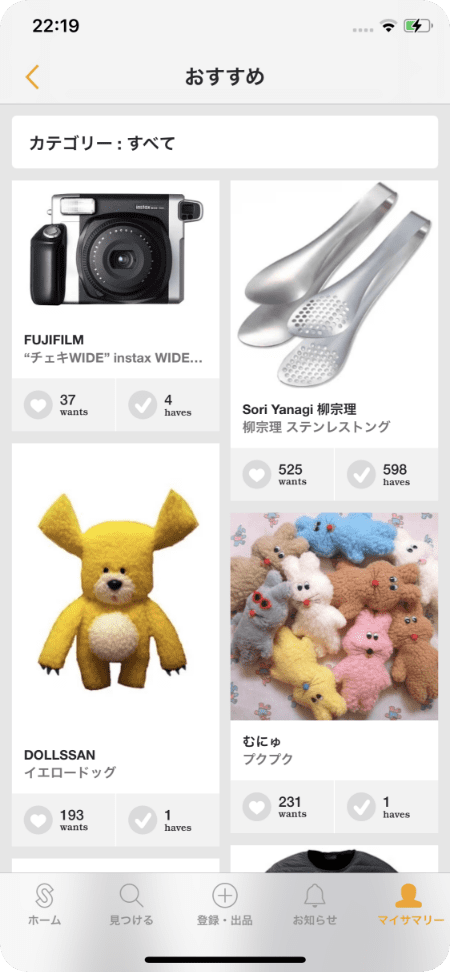 22:19
おすすめ
カテゴリー : すべて
FUJIFILM
“チェキWIDE” instax WIDE…
37
wants
4
haves
Sori Yanagi 柳宗理
柳宗理 ステンレストング
525
wants
598
haves
DOLLSSAN
イエロードッグ
193
wants
1
haves
むにゅ
プクプク
231
wants
1
haves
ホーム
見つける
登録・出品
お知らせ
マイサマリー